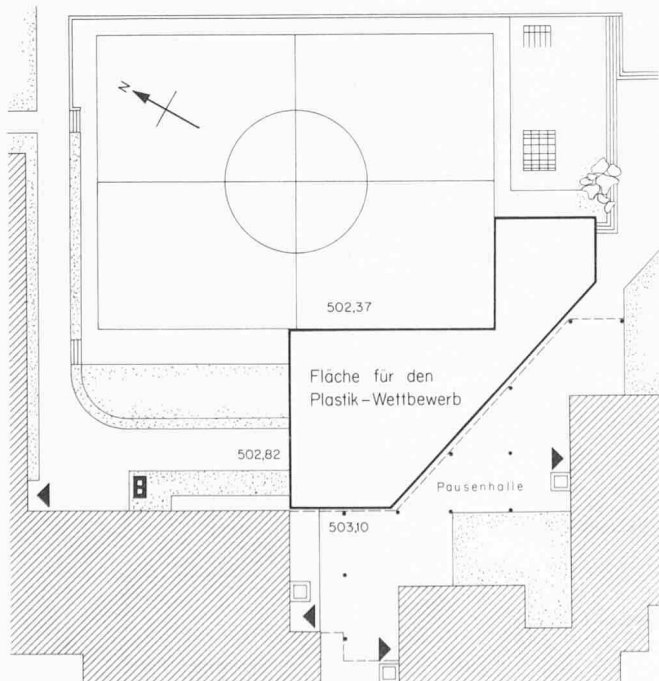 N
502,37
Fläche für den
Plastik–Wettbewerb
502,82
Pausenhalle
503,10